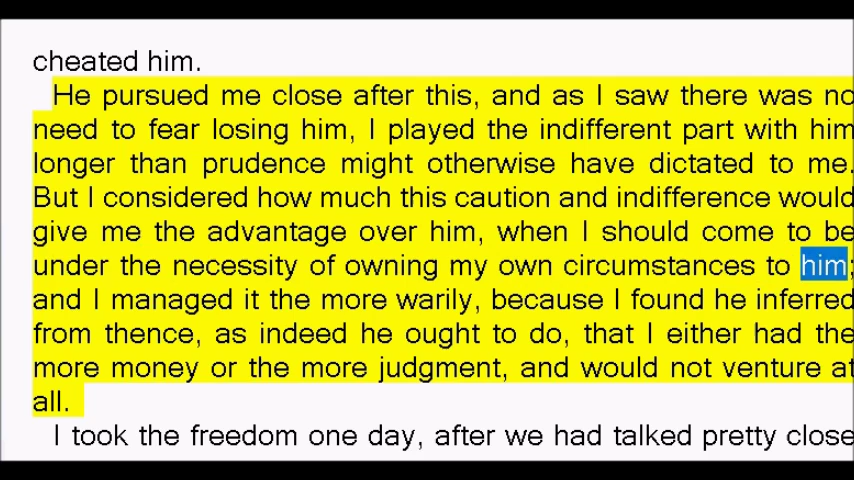 cheated him.
He pursued me close after this, and as I saw there was no
need to fear losing him, I played the indifferent part with him
longer than prudence might otherwise have dictated to me.
But I considered how much this caution and indifference would
give me the advantage over him, when I should come to be
under the necessity of owning my own circumstances to him;
and I managed it the more warily, because I found he inferred
from thence, as indeed he ought to do, that I either had the
more money or the more judgment, and would not venture at
all.
I took the freedom one day, after we had talked pretty close